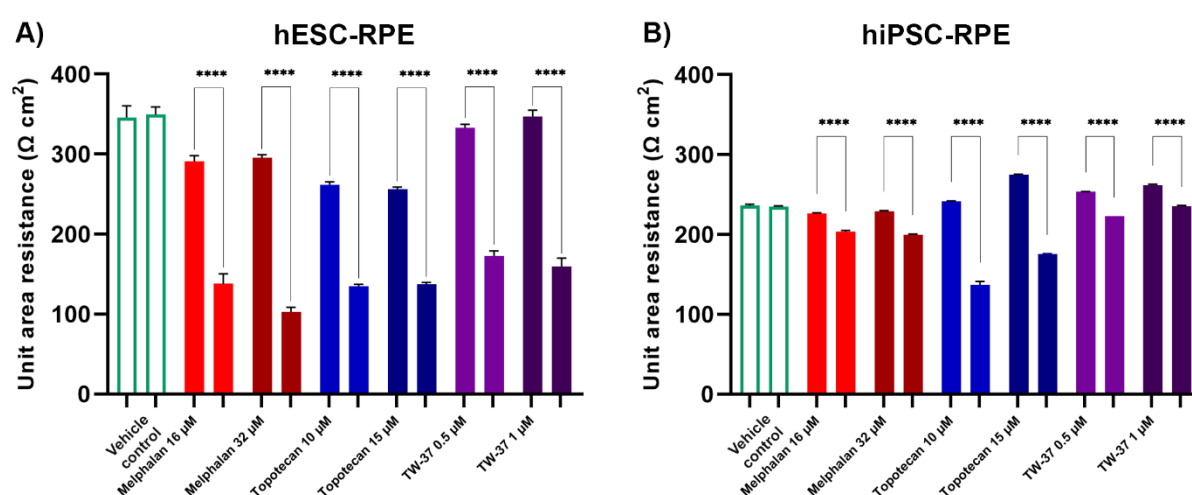 A)
hESC-RPE
Unit area resistance (Ω cm²)
400
300
200
100
0
**** **** **** **** **** ****
Vehicle
control
Melphalan 16 µM
Melphalan 32 µM
Topotecan 10 µM
Topotecan 15 µM
TW-37 0.5 µM
TW-37 1 µM
B)
hiPSC-RPE
Unit area resistance (Ω cm²)
400
300
200
100
0
**** **** **** **** **** ****
Vehicle
control
Melphalan 16 µM
Melphalan 32 µM
Topotecan 10 µM
Topotecan 15 µM
TW-37 0.5 µM
TW-37 1 µM